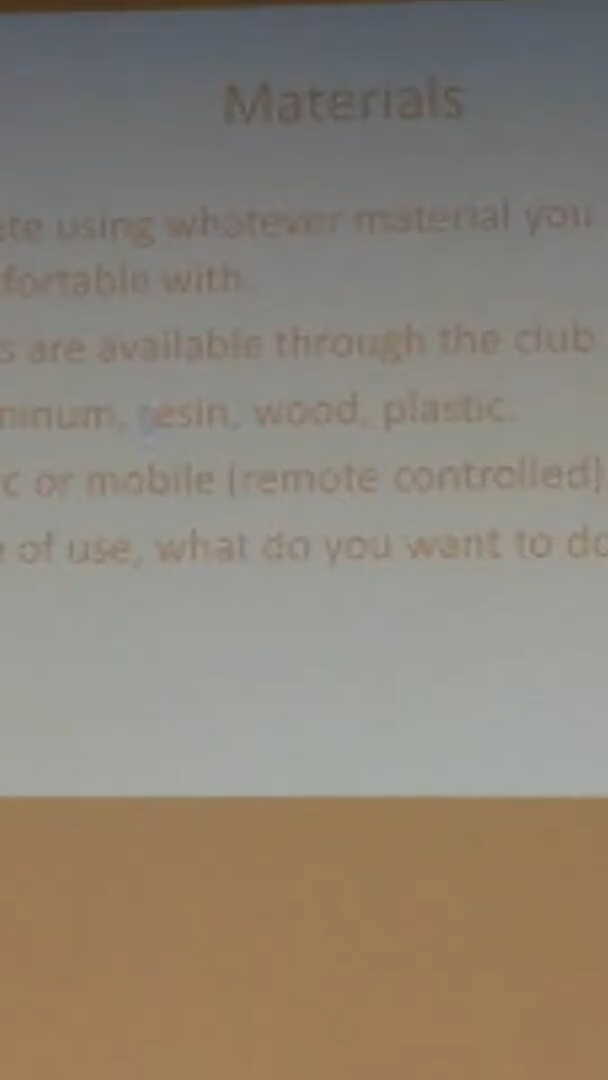 Materials
ate using whatever material you
fortable with.
s are available through the club
minum, resin, wood, plastic.
c or mobile (remote controlled)
of use, what do you want to do